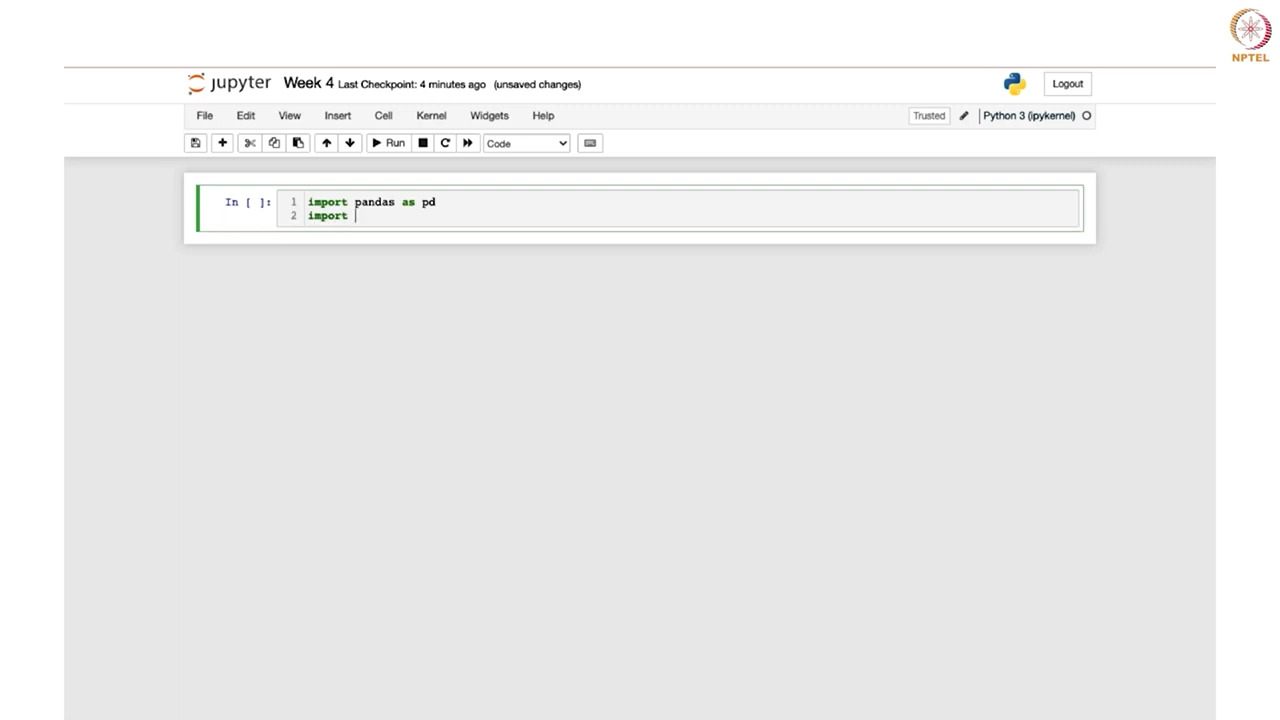 NPTEL
jupyter Week 4 Last Checkpoint: 4 minutes ago (unsaved changes) Logout
File Edit View Insert Cell Kernel Widgets Help Trusted Python 3 (ipykernel)
Run Code
In [ ]: 1 import pandas as pd
2 import